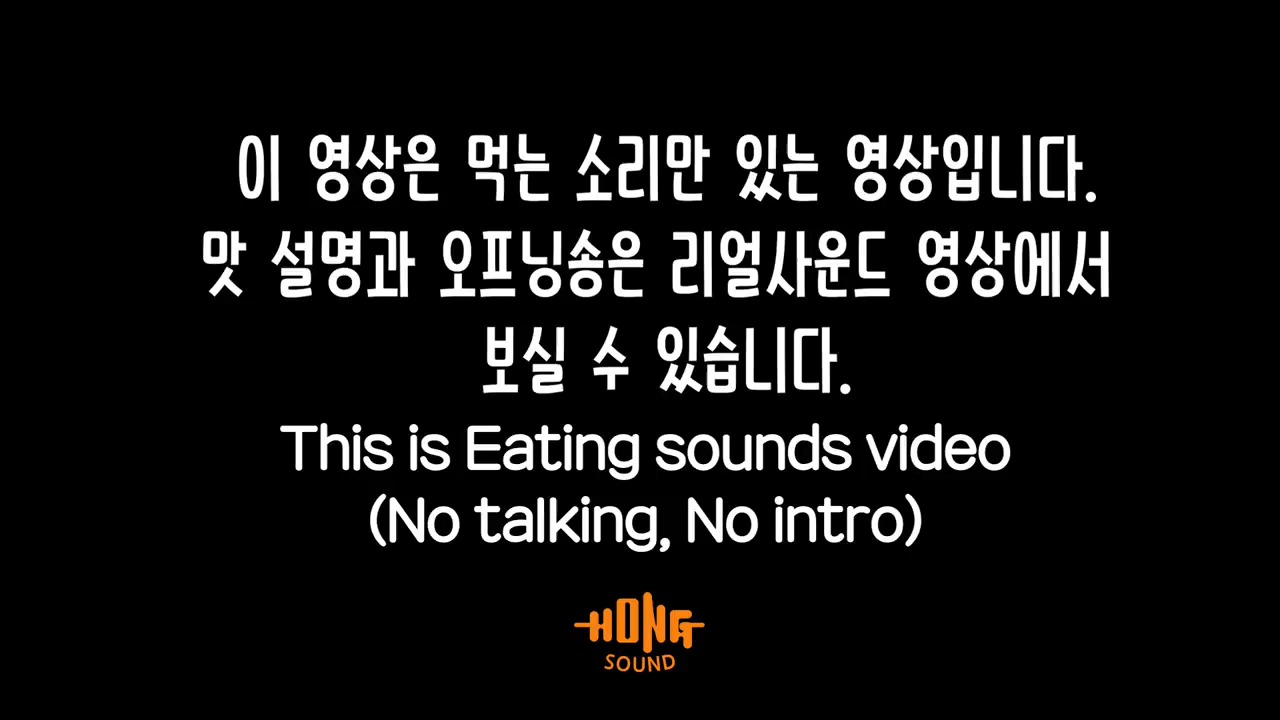 이 영상은 먹는 소리만 있는 영상입니다.
맛 설명과 오프닝송은 리얼사운드 영상에서
보실 수 있습니다.
This is Eating sounds video
(No talking, No intro)
HONG
SOUND